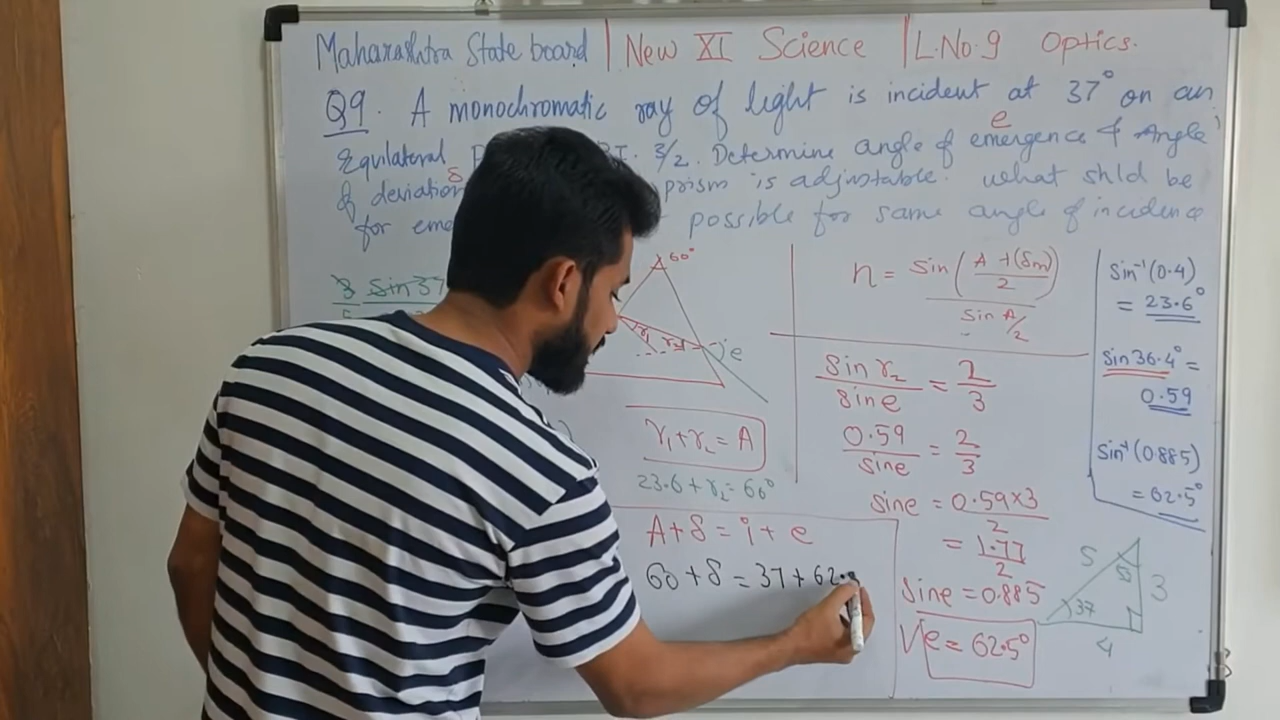 Maharashtra State board | New XI Science | L.No.9 Optics.
Q9. A monochromatic ray of light is incident at 37° on an
Equilateral 3/2. Determine angle of emergence & Angle
e
of deviation prism is adjustable. what shld be
δ
for possible for same angle of incidence
3 Sin 37
60°
r1 r2 e
r1+r2 = A
23.6 + r2 = 60°
A + δ = i + e
60 + δ = 37 + 62.
n = Sin (A + (δm) / 2)
Sin A/2
Sin r2 / Sin e = 2/3
0.59 / Sin e = 2/3
Sin e = 0.59×3 / 2
= 1.77 / 2
Sin e = 0.885
e = 62.5°
Sin⁻¹(0.4)
= 23.6°
Sin 36.4° =
0.59
Sin⁻¹(0.885)
= 62.5°
5
3
37
4